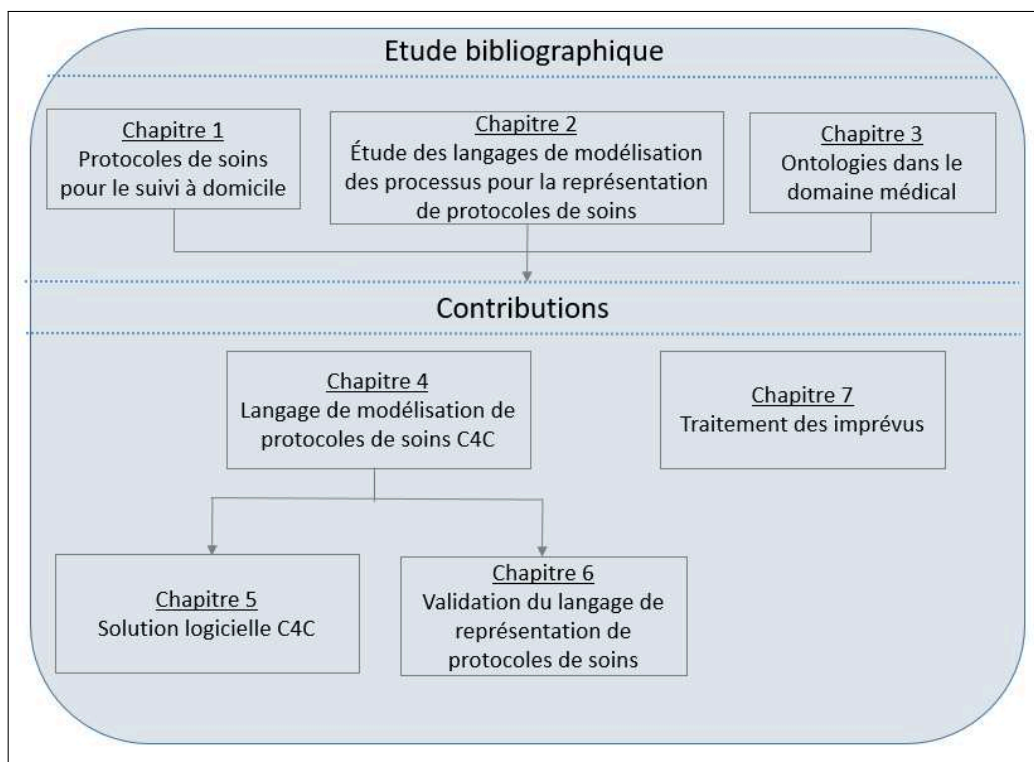 Etude bibliographique
Chapitre 1
Protocoles de soins
pour le suivi à domicile
Chapitre 2
Étude des langages de modélisation
des processus pour la représentation
de protocoles de soins
Chapitre 3
Ontologies dans le
domaine médical
Contributions
Chapitre 4
Langage de modélisation de
protocoles de soins C4C
Chapitre 7
Traitement des imprévus
Chapitre 5
Solution logicielle C4C
Chapitre 6
Validation du langage de
représentation de
protocoles de soins